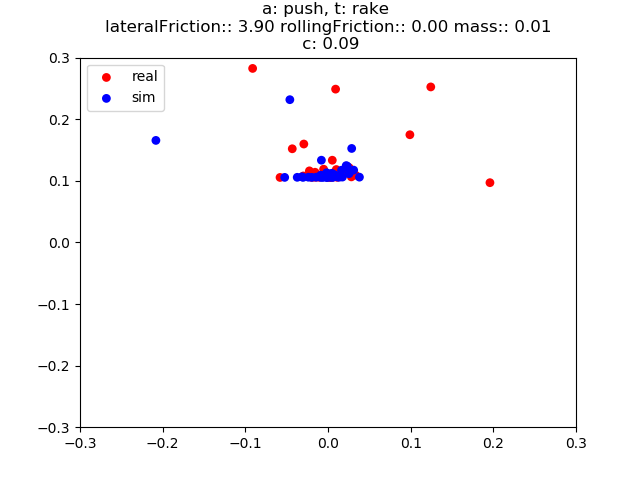 a: push, t: rake
lateralFriction:: 3.90 rollingFriction:: 0.00 mass:: 0.01
c: 0.09
real
sim
0.3
0.2
0.1
0.0
−0.1
−0.2
−0.3
−0.3 −0.2 −0.1 0.0 0.1 0.2 0.3